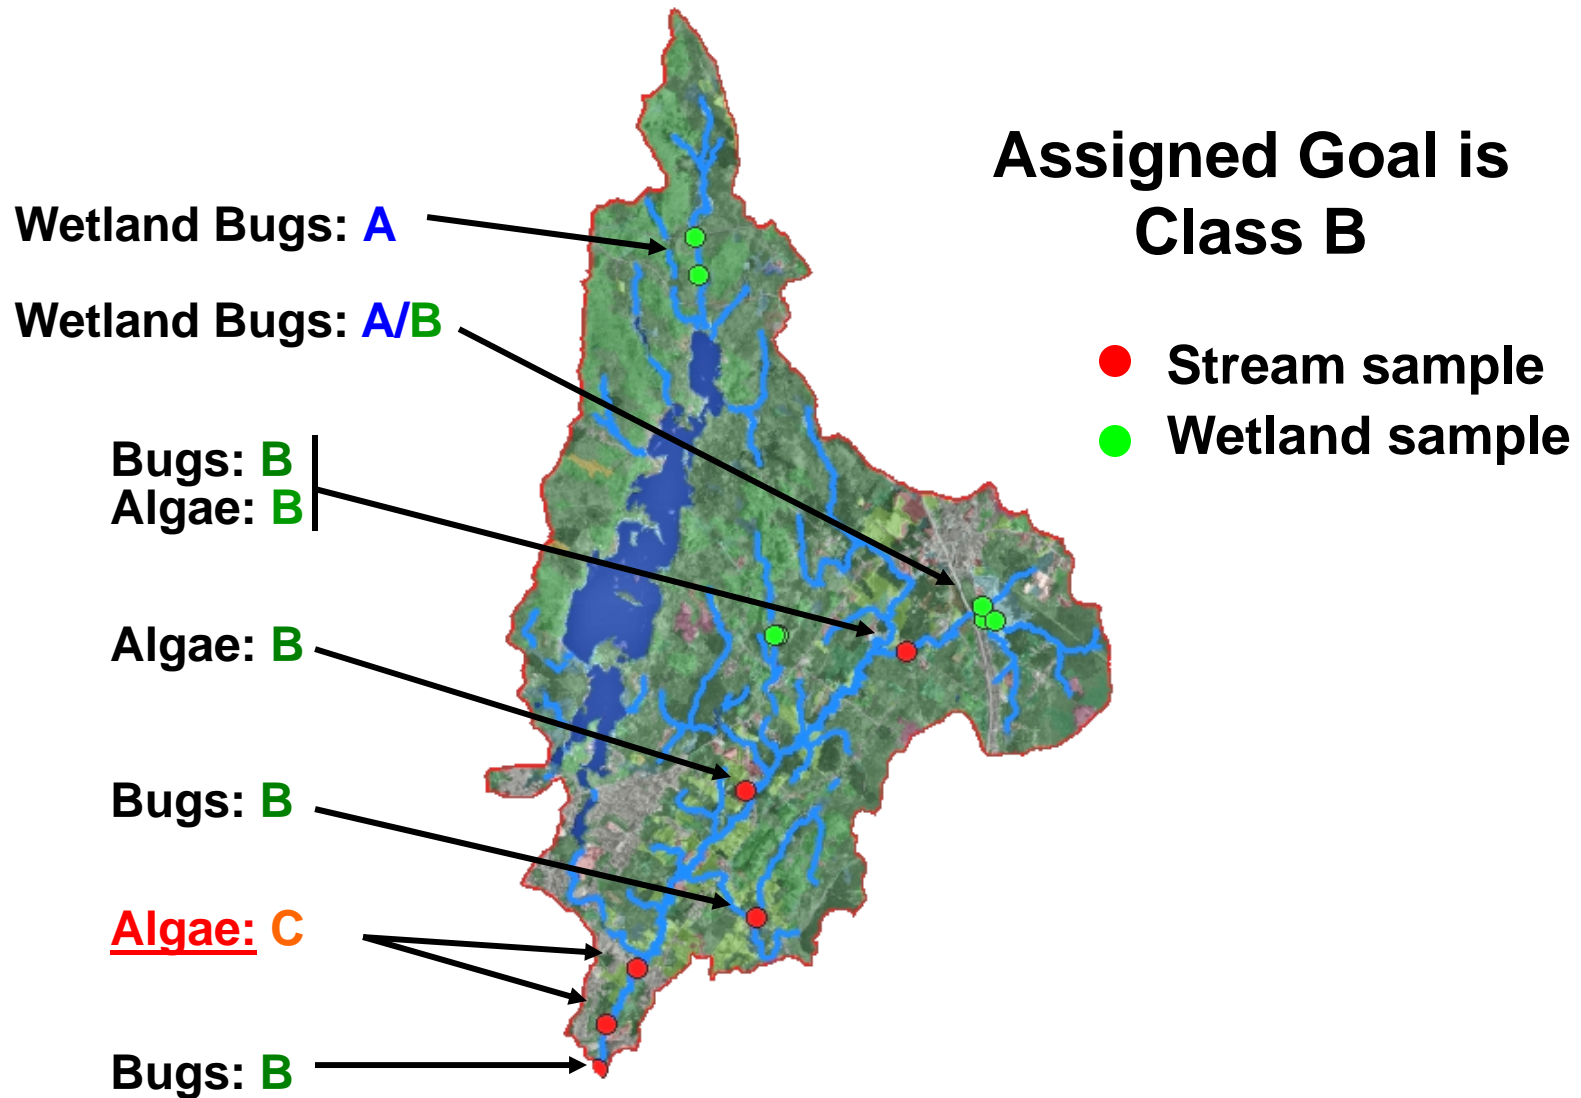 Assigned Goal is
Class B
Wetland Bugs: A
Wetland Bugs: A/B
Stream sample
Wetland sample
Bugs: B
Algae: B
Algae: B
Bugs: B
Algae: C
Bugs: B